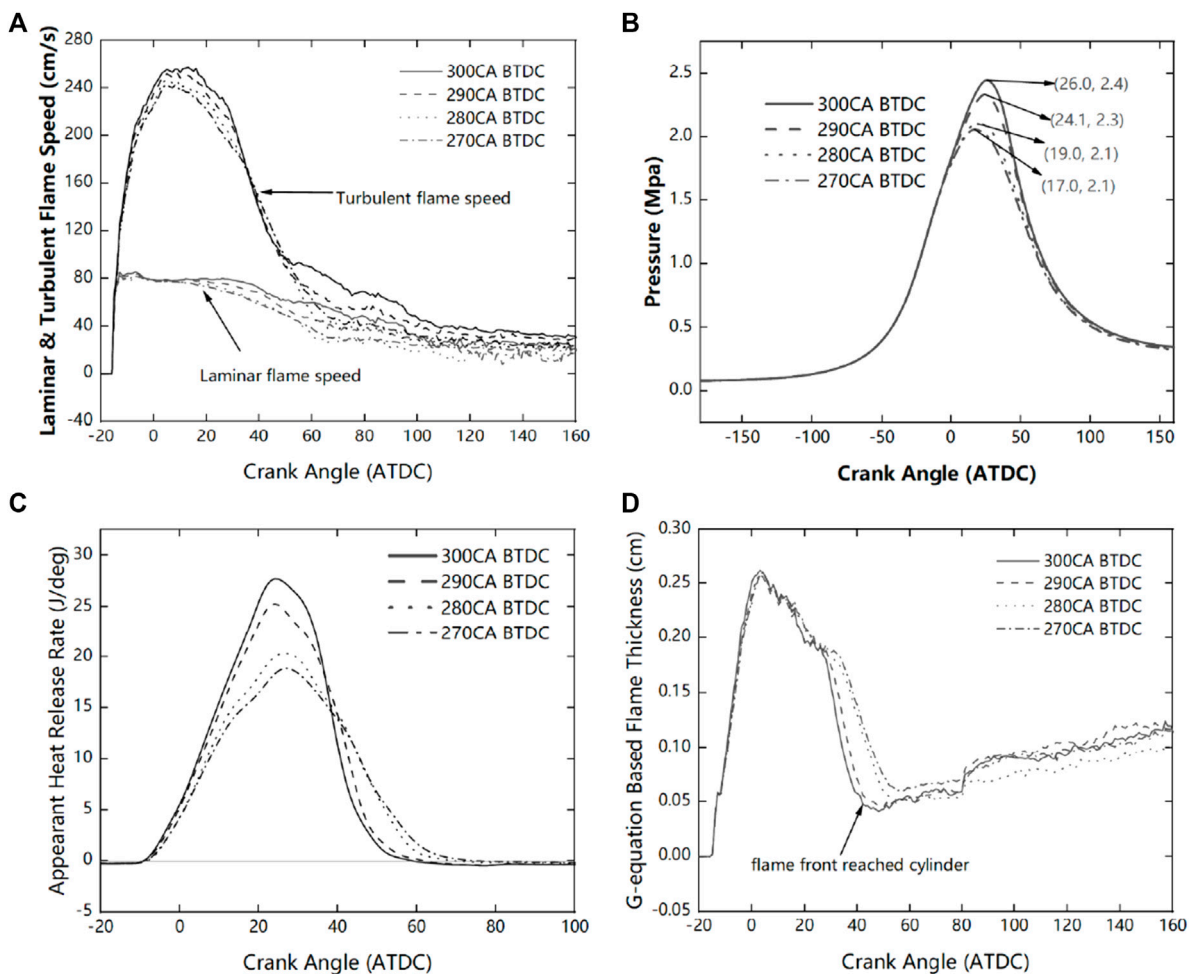 A
Laminar & Turbulent Flame Speed (cm/s)
280
240
200
160
120
80
40
0
-40
300CA BTDC
290CA BTDC
280CA BTDC
270CA BTDC
Turbulent flame speed
Laminar flame speed
-20 0 20 40 60 80 100 120 140 160
Crank Angle (ATDC)
B
Pressure (Mpa)
2.5
2.0
1.5
1.0
0.5
0.0
300CA BTDC
290CA BTDC
280CA BTDC
270CA BTDC
(26.0, 2.4)
(24.1, 2.3)
(19.0, 2.1)
(17.0, 2.1)
-150 -100 -50 0 50 100 150
Crank Angle (ATDC)
C
Appearant Heat Release Rate (J/deg)
30
25
20
15
10
5
0
-5
300CA BTDC
290CA BTDC
280CA BTDC
270CA BTDC
-20 0 20 40 60 80 100
Crank Angle (ATDC)
D
G-equation Based Flame Thickness (cm)
0.30
0.25
0.20
0.15
0.10
0.05
0.00
-0.05
300CA BTDC
290CA BTDC
280CA BTDC
270CA BTDC
flame front reached cylinder
-20 0 20 40 60 80 100 120 140 160
Crank Angle (ATDC)